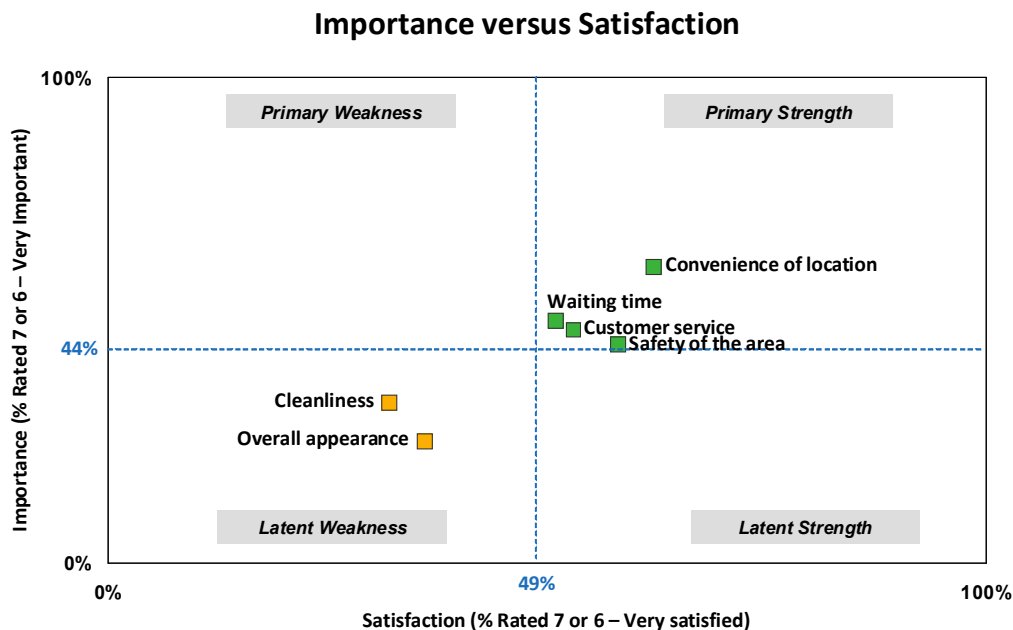 Importance versus Satisfaction
100%
Primary Weakness
Primary Strength
Convenience of location
Waiting time
Customer service
Safety of the area
44%
Cleanliness
Overall appearance
Latent Weakness
Latent Strength
0%
0%
49%
100%
Importance (% Rated 7 or 6 – Very Important)
Satisfaction (% Rated 7 or 6 – Very satisfied)